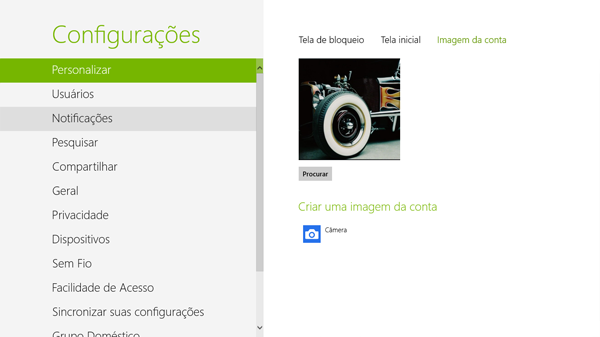 Configurações
Personalizar
Usuários
Notificações
Pesquisar
Compartilhar
Geral
Privacidade
Dispositivos
Sem Fio
Facilidade de Acesso
Sincronizar suas configurações
Grupo Doméstico
Tela de bloqueio Tela inicial Imagem da conta
Procurar
Criar uma imagem da conta
Câmera